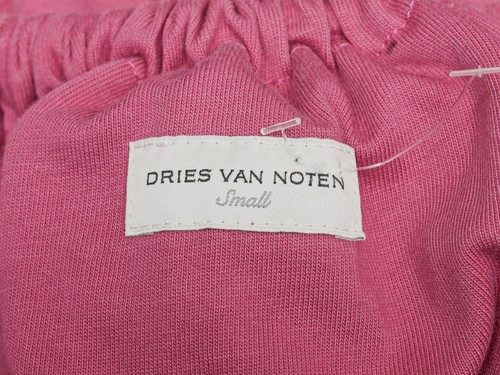 DRIES VAN NOTEN
Small